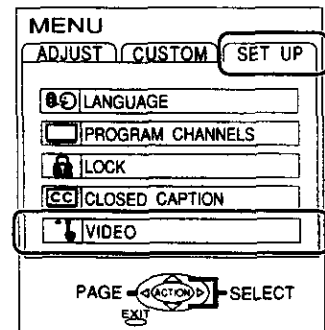 MENU
ADJUST CUSTOM SET UP
LANGUAGE
PROGRAM CHANNELS
LOCK
CC CLOSED CAPTION
VIDEO
PAGE ACTION SELECT
EXIT